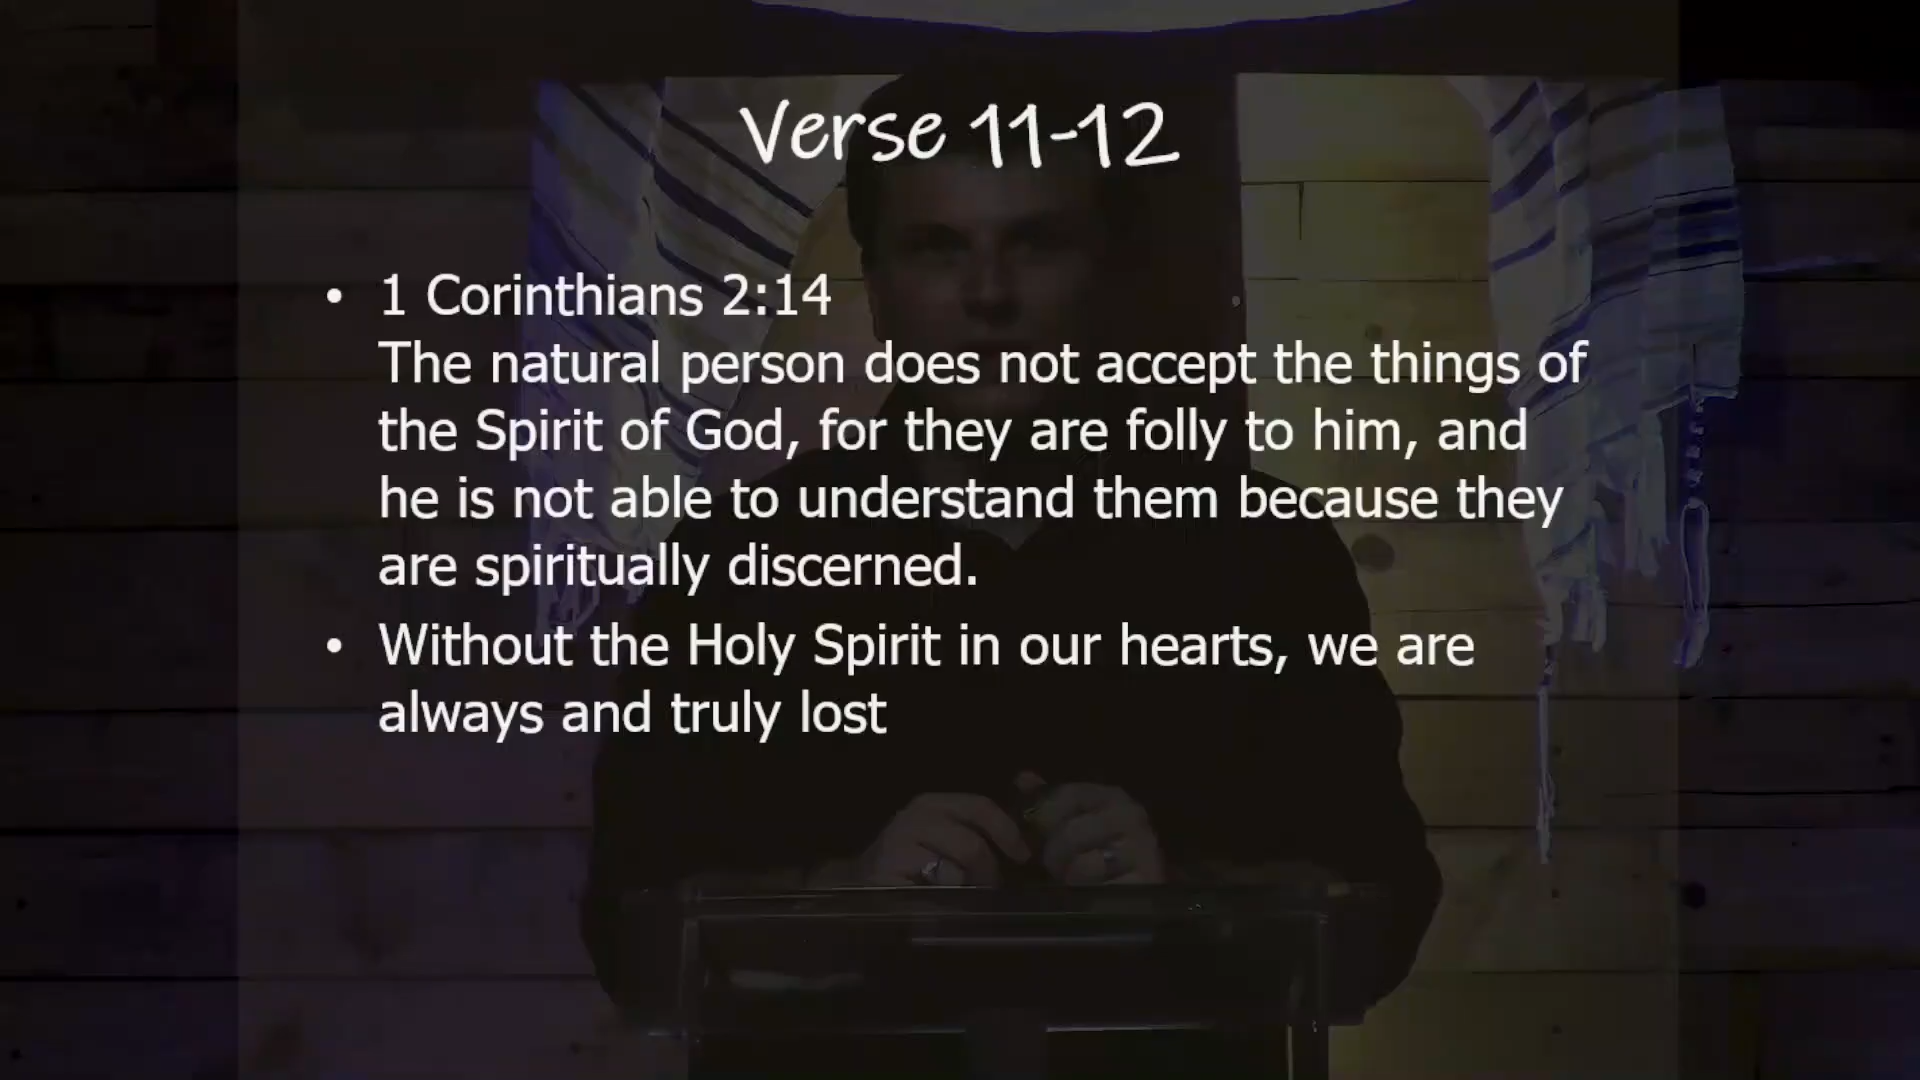 Verse 11-12
• 1 Corinthians 2:14
The natural person does not accept the things of
the Spirit of God, for they are folly to him, and
he is not able to understand them because they
are spiritually discerned.
• Without the Holy Spirit in our hearts, we are
always and truly lost